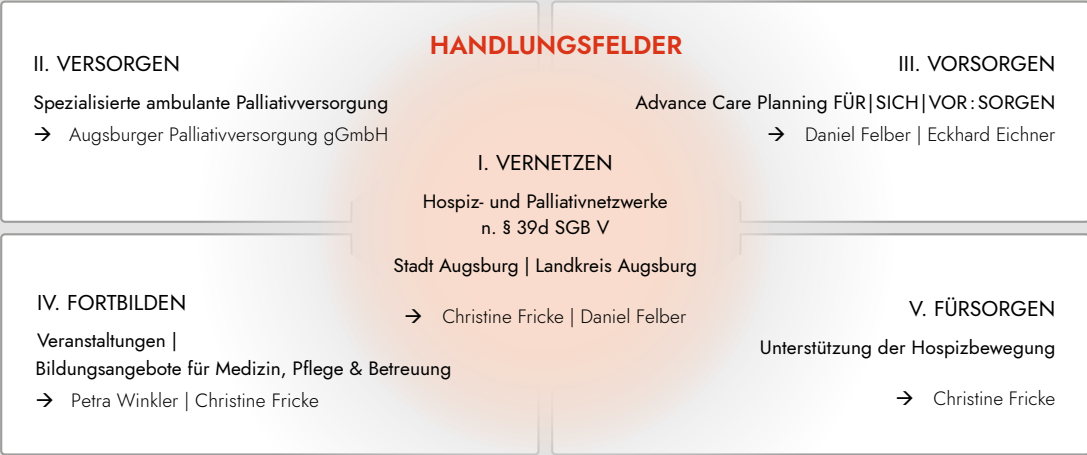 HANDLUNGSFELDER
I. VERNETZEN
Hospiz- und Palliativnetzwerke
n. § 39d SGB V
Stadt Augsburg | Landkreis Augsburg
→ Christine Fricke | Daniel Felber
II. VERSORGEN
Spezialisierte ambulante Palliativversorgung
→ Augsburger Palliativversorgung gGmbH
III. VORSORGEN
Advance Care Planning FÜR|SICH|VOR:SORGEN
→ Daniel Felber | Eckhard Eichner
IV. FORTBILDEN
Veranstaltungen |
Bildungsangebote für Medizin, Pflege & Betreuung
→ Petra Winkler | Christine Fricke
V. FÜRSORGEN
Unterstützung der Hospizbewegung
→ Christine Fricke